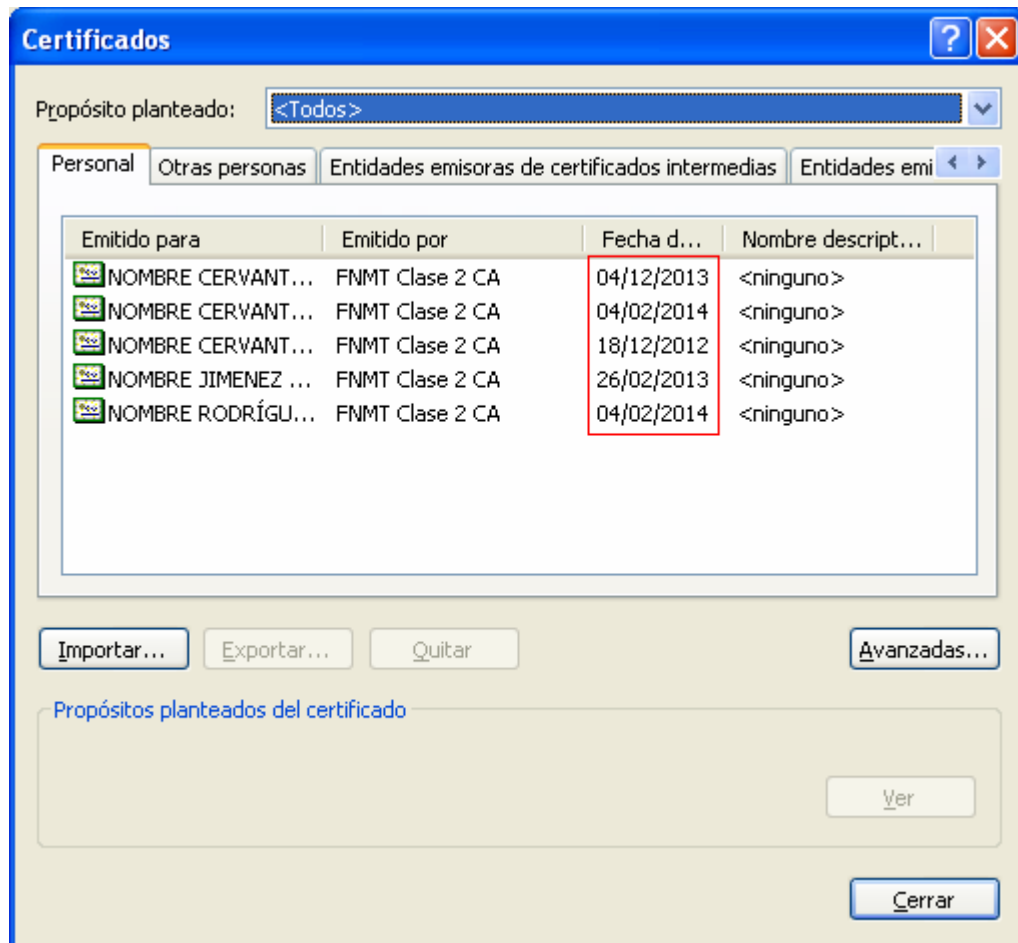 Certificados
Propósito planteado: <Todos>
Personal Otras personas Entidades emisoras de certificados intermedias Entidades emi
Emitido para Emitido por Fecha d... Nombre descript...
NOMBRE CERVANT... FNMT Clase 2 CA 04/12/2013 <ninguno>
NOMBRE CERVANT... FNMT Clase 2 CA 04/02/2014 <ninguno>
NOMBRE CERVANT... FNMT Clase 2 CA 18/12/2012 <ninguno>
NOMBRE JIMENEZ ... FNMT Clase 2 CA 26/02/2013 <ninguno>
NOMBRE RODRÍGU... FNMT Clase 2 CA 04/02/2014 <ninguno>
Importar... Exportar... Quitar Avanzadas...
Propósitos planteados del certificado
Ver
Cerrar